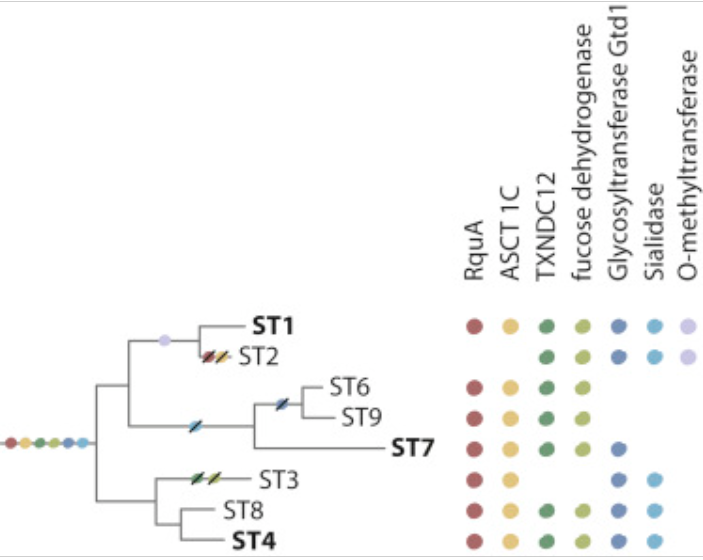 RquA
ASCT 1C
TXNDC12
fucose dehydrogenase
Glycosyltransferase Gtd1
Sialidase
O-methyltransferase
ST1
ST2
ST6
ST9
ST7
ST3
ST8
ST4